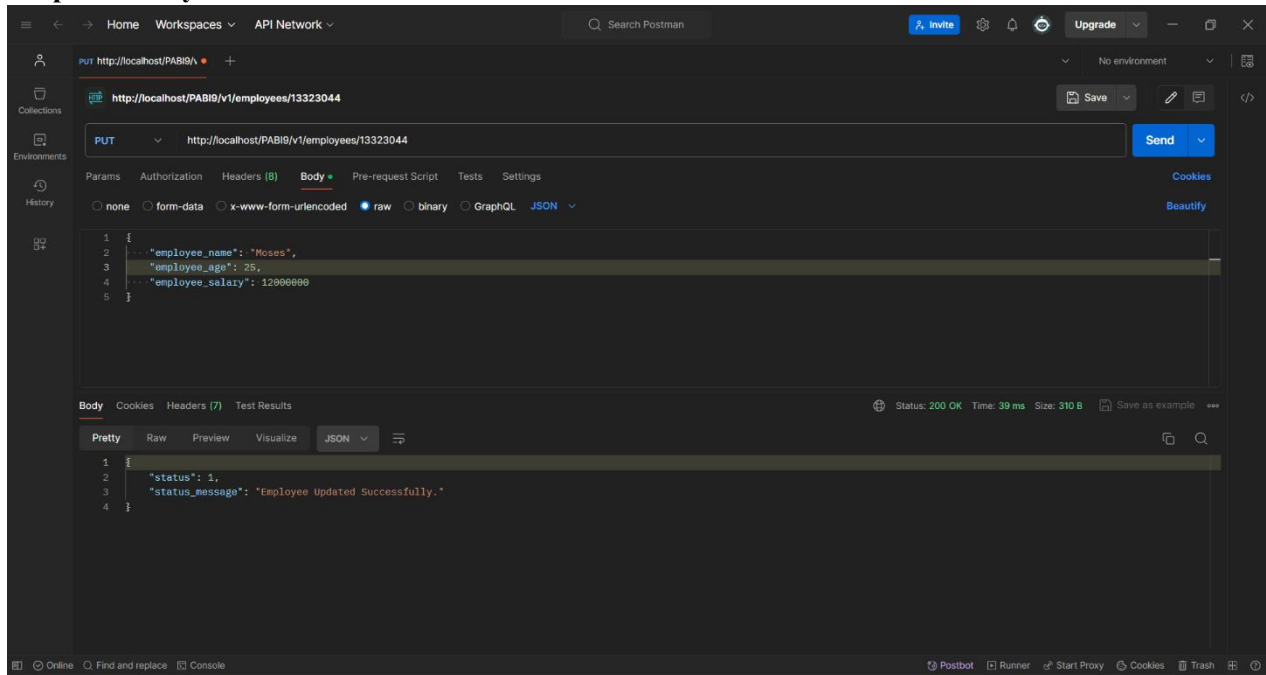 Home Workspaces API Network Search Postman Invite Upgrade
PUT http://localhost/PABI9/v No environment
Collections
HTTP http://localhost/PABI9/v1/employees/13323044 Save
PUT http://localhost/PABI9/v1/employees/13323044 Send
Environments
Params Authorization Headers (8) Body Pre-request Script Tests Settings Cookies
History
none form-data x-www-form-urlencoded raw binary GraphQL JSON Beautify
1 {
2 "employee_name": "Moses",
3 "employee_age": 25,
4 "employee_salary": 12000000
5 }
Body Cookies Headers (7) Test Results Status: 200 OK Time: 39 ms Size: 310 B Save as example
Pretty Raw Preview Visualize JSON
1 {
2 "status": 1,
3 "status_message": "Employee Updated Successfully."
4 }
Online Find and replace Console Postbot Runner Start Proxy Cookies Trash